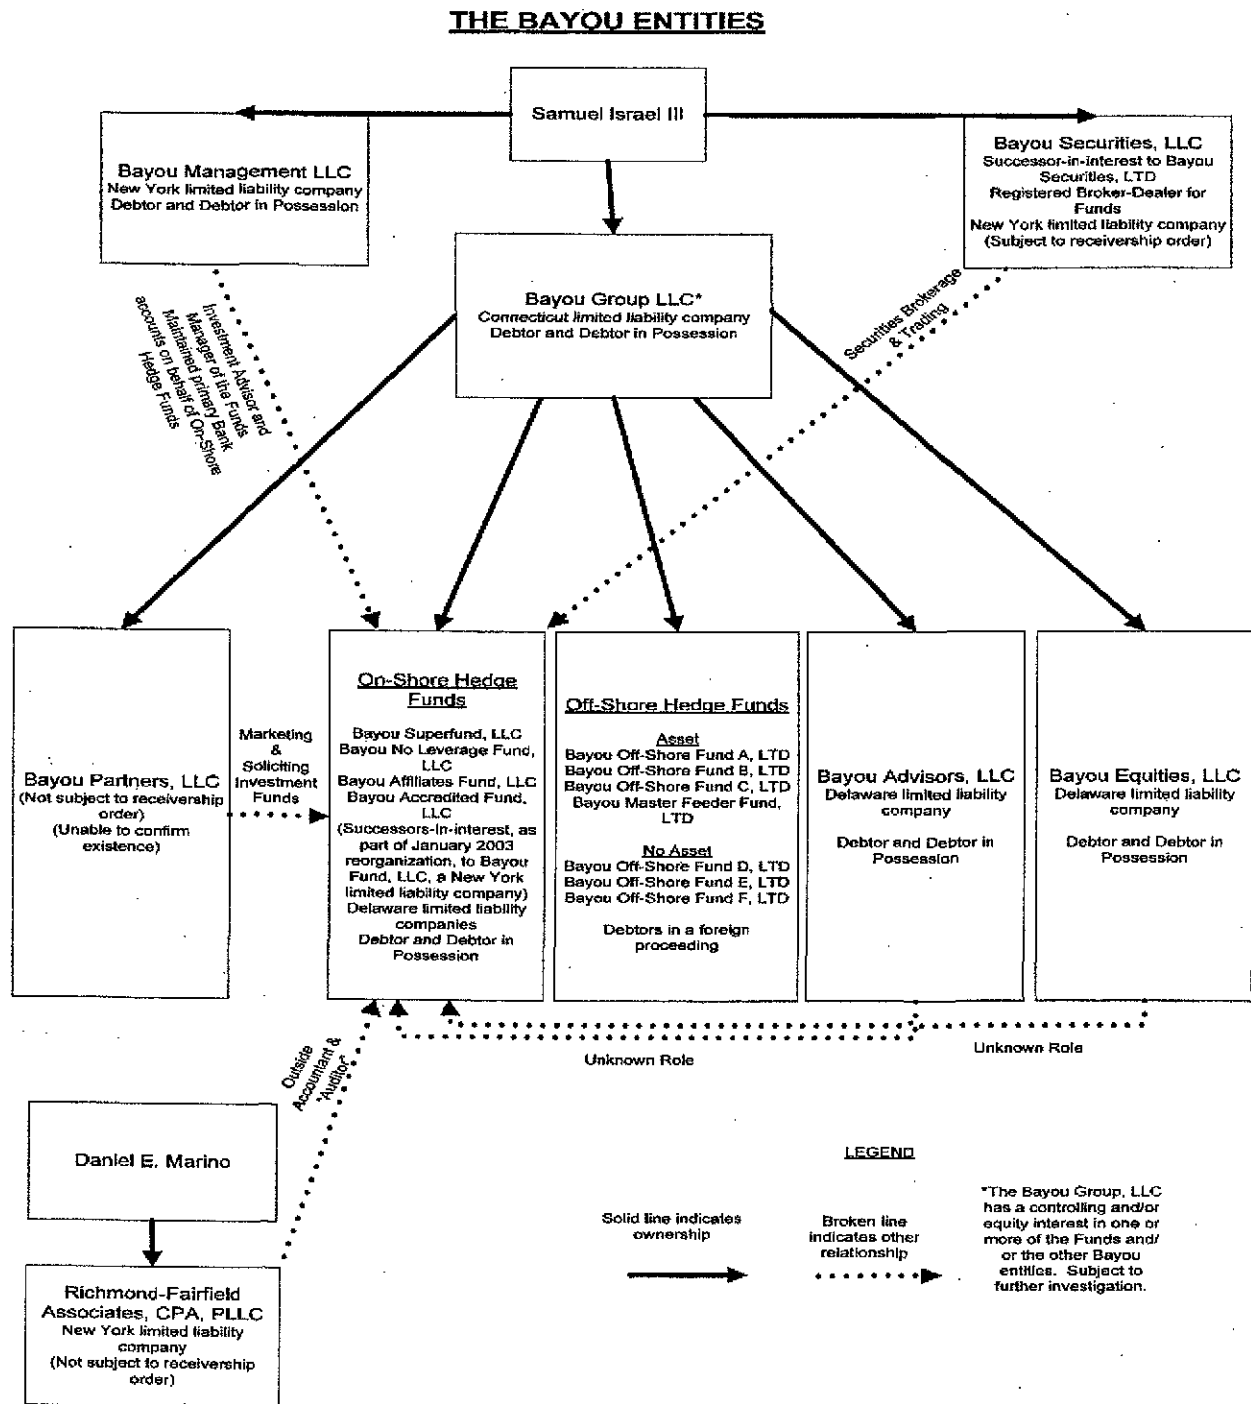 THE BAYOU ENTITIES
Samuel Israel III
Bayou Management LLC
New York limited liability company
Debtor and Debtor in Possession
Bayou Securities, LLC
Successor-in-interest to Bayou
Securities, LTD
Registered Broker-Dealer for
Funds
New York limited liability company
(Subject to receivership order)
Bayou Group LLC*
Connecticut limited liability company
Debtor and Debtor in Possession
Investment Advisor and
Manager of the Funds
Maintained primary Bank
accounts on behalf of On-Shore
Hedge Funds
Securities Brokerage
& Trading
Bayou Partners, LLC
(Not subject to receivership
order)
(Unable to confirm
existence)
Marketing
&
Soliciting
Investment
Funds
On-Shore Hedge
Funds
Bayou Superfund, LLC
Bayou No Leverage Fund,
LLC
Bayou Affiliates Fund, LLC
Bayou Accredited Fund,
LLC
(Successors-in-interest, as
part of January 2003
reorganization, to Bayou
Fund, LLC, a New York
limited liability company)
Delaware limited liability
companies
Debtor and Debtor in
Possession
Off-Shore Hedge Funds
Asset
Bayou Off-Shore Fund A, LTD
Bayou Off-Shore Fund B, LTD
Bayou Off-Shore Fund C, LTD
Bayou Master Feeder Fund,
LTD
No Asset
Bayou Off-Shore Fund D, LTD
Bayou Off-Shore Fund E, LTD
Bayou Off-Shore Fund F, LTD
Debtors in a foreign
proceeding
Bayou Advisors, LLC
Delaware limited liability
company
Debtor and Debtor in
Possession
Bayou Equities, LLC
Delaware limited liability
company
Debtor and Debtor in
Possession
Unknown Role
Unknown Role
Outside
Accountant &
"Auditor"
Daniel E. Marino
Richmond-Fairfield
Associates, CPA, PLLC
New York limited liability
company
(Not subject to receivership
order)
LEGEND
Solid line indicates
ownership
Broken line
indicates other
relationship
*The Bayou Group, LLC
has a controlling and/or
equity interest in one or
more of the Funds and/
or the other Bayou
entities. Subject to
further investigation.